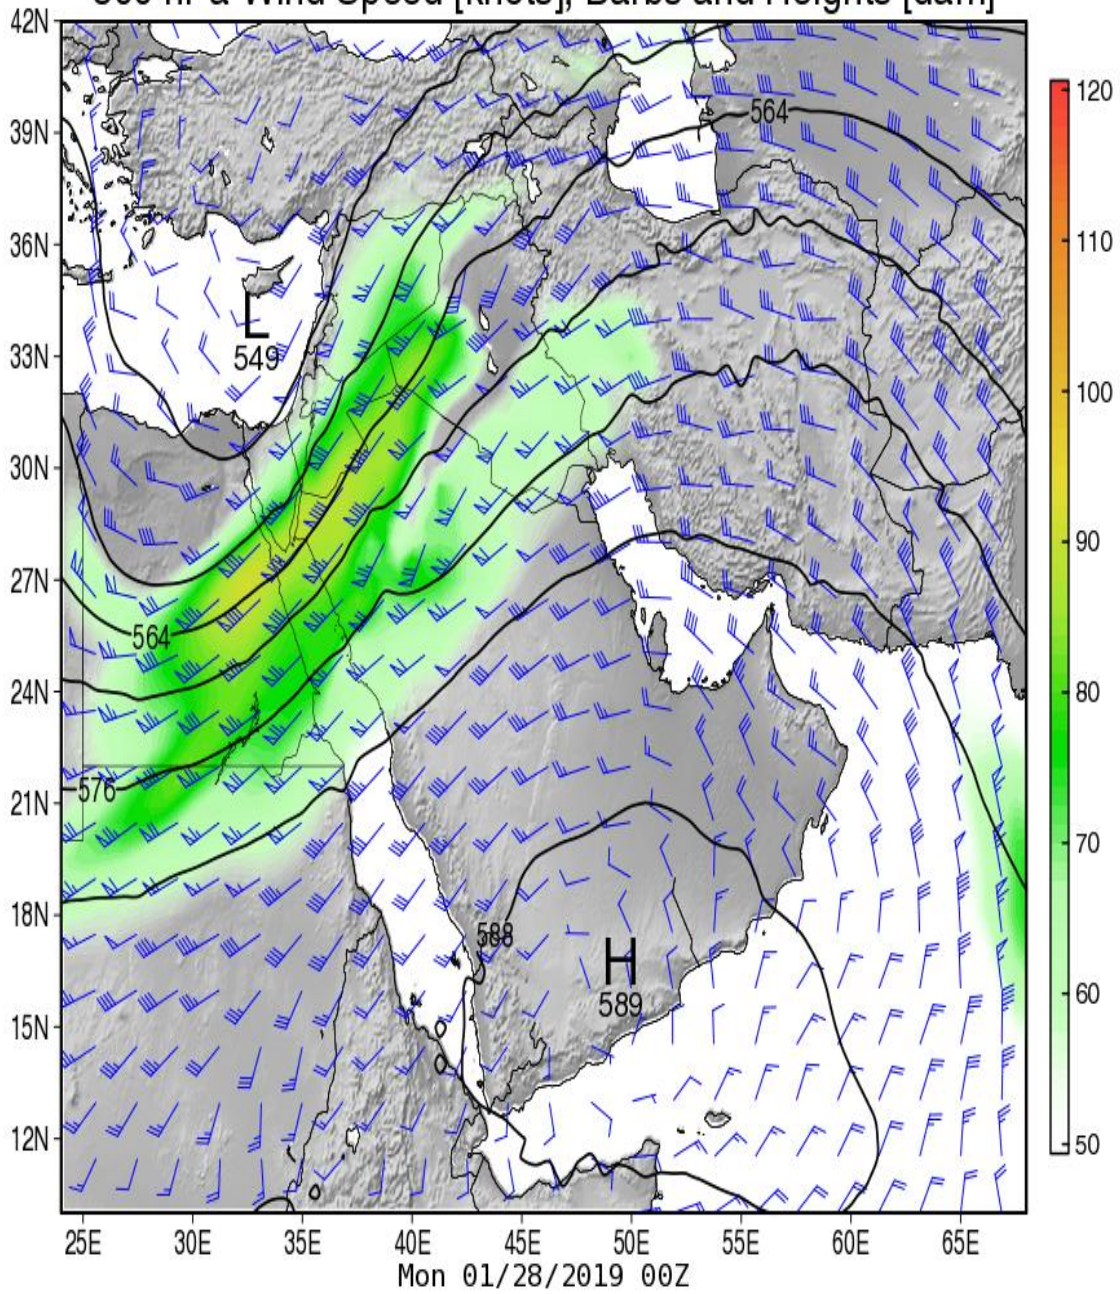 500 hPa Wind Speed [knots], Barbs and Heights [dam]
42N
120
39N
564
110
36N
L
549
33N
100
30N
90
27N
564
24N
80
576
21N
70
18N
588
H
589
60
15N
12N
50
25E 30E 35E 40E 45E 50E 55E 60E 65E
Mon 01/28/2019 00Z